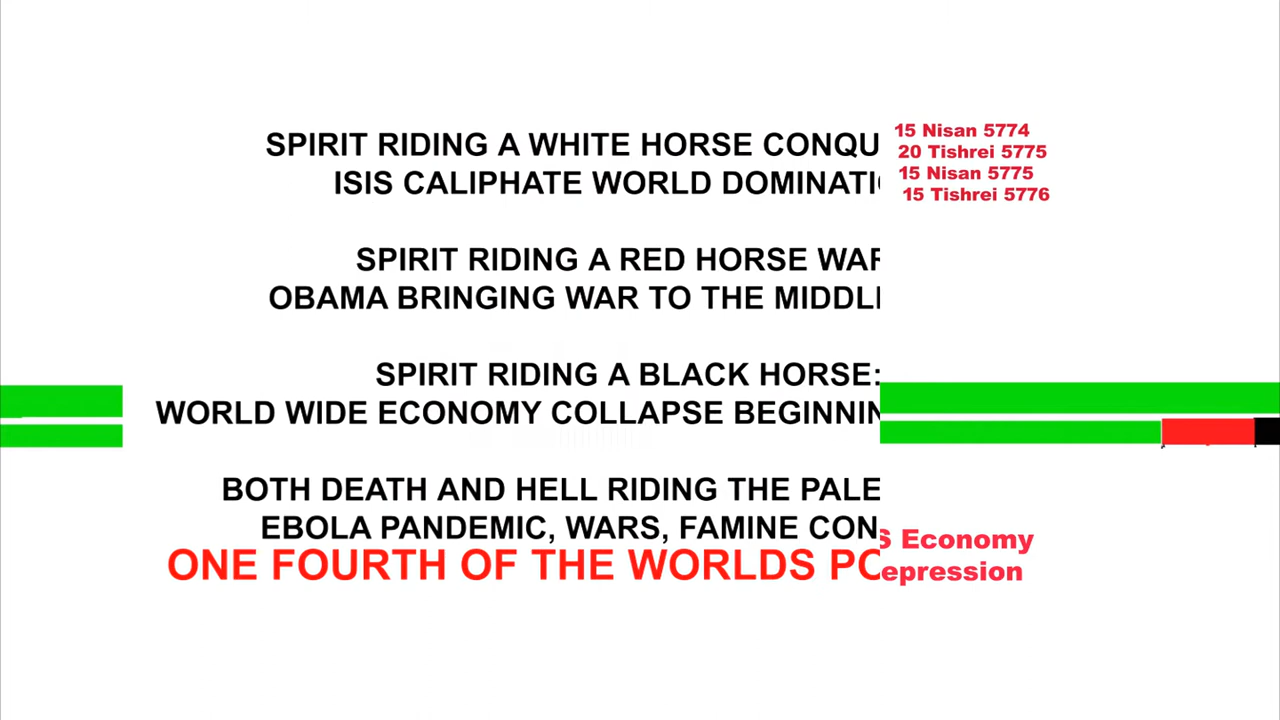 SPIRIT RIDING A WHITE HORSE CONQU
ISIS CALIPHATE WORLD DOMINATI
SPIRIT RIDING A RED HORSE WAR
OBAMA BRINGING WAR TO THE MIDDL
SPIRIT RIDING A BLACK HORSE:
WORLD WIDE ECONOMY COLLAPSE BEGINNIN
BOTH DEATH AND HELL RIDING THE PALE
EBOLA PANDEMIC, WARS, FAMINE CON
ONE FOURTH OF THE WORLDS PO
15 Nisan 5774
20 Tishrei 5775
15 Nisan 5775
15 Tishrei 5776
S Economy
epression